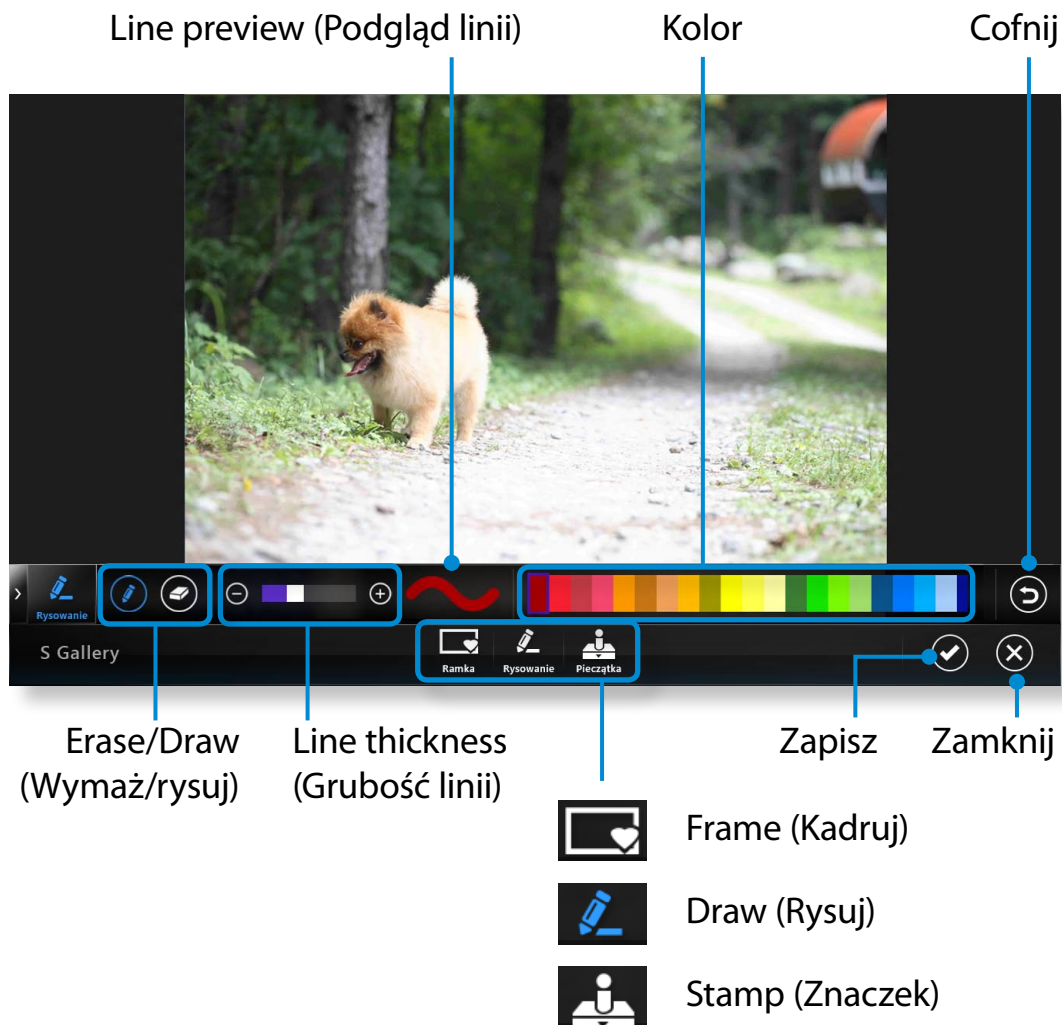 Line preview (Podgląd linii)
Kolor
Cofnij
Rysowanie
S Gallery
Ramka
Rysowanie
Pieczątka
Erase/Draw
(Wymaż/rysuj)
Line thickness
(Grubość linii)
Zapisz
Zamknij
Frame (Kadruj)
Draw (Rysuj)
Stamp (Znaczek)